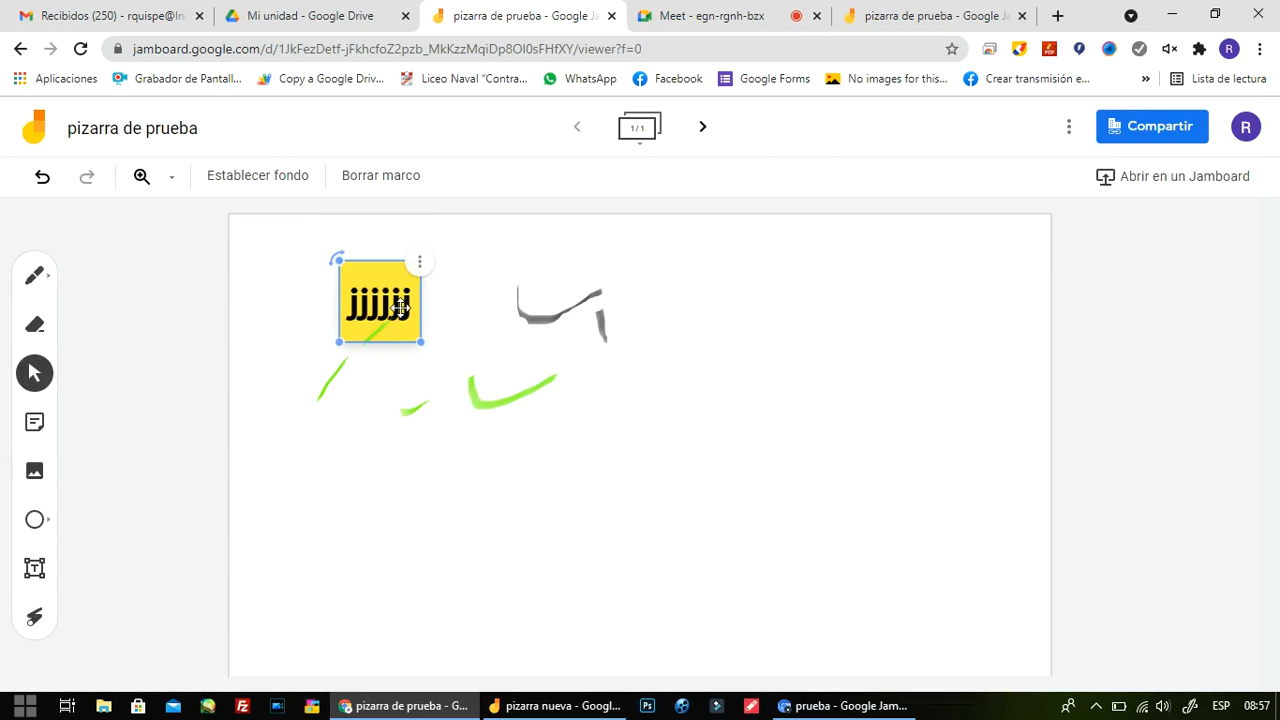 Recibidos (250) - rquispe@In
Mi unidad - Google Drive
pizarra de prueba - Google Ja
Meet - egn-rgnh-bzx
pizarra de prueba - Google Ja
jamboard.google.com/d/1JkFezDetf-jFkhcfoZ2pzb_MkKzzMqiDp8OI0sFHfXY/viewer?f=0
R
Aplicaciones
Grabador de Pantall...
Copy a Google Driv...
Liceo Naval “Contra...
WhatsApp
Facebook
Google Forms
No images for this...
Crear transmisión e...
»
Lista de lectura
pizarra de prueba
1 / 1
Compartir
R
Establecer fondo
Borrar marco
Abrir en un Jamboard
jjjjjj
pizarra de prueba - G...
pizarra nueva - Googl...
prueba - Google Jam...
ESP
08:57